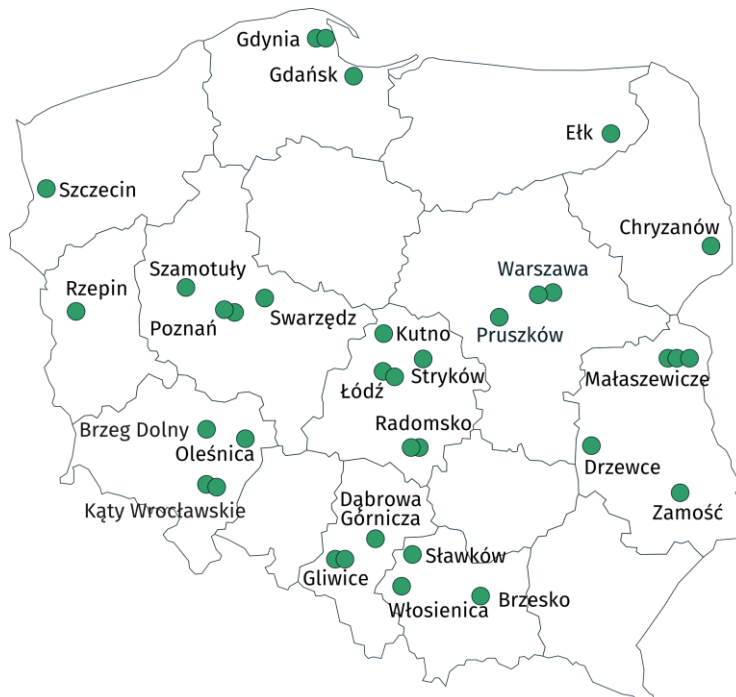 Gdynia
Gdańsk
Ełk
Szczecin
Chryzanów
Warszawa
Szamotuły
Rzepin
Swarzędz
Poznań
Pruszków
Kutno
Stryków
Małaszewicze
Łódź
Radomsko
Brzeg Dolny
Oleśnica
Drzewce
Dąbrowa
Górnicza
Kąty Wrocławskie
Zamość
Sławków
Gliwice
Włosienica
Brzesko